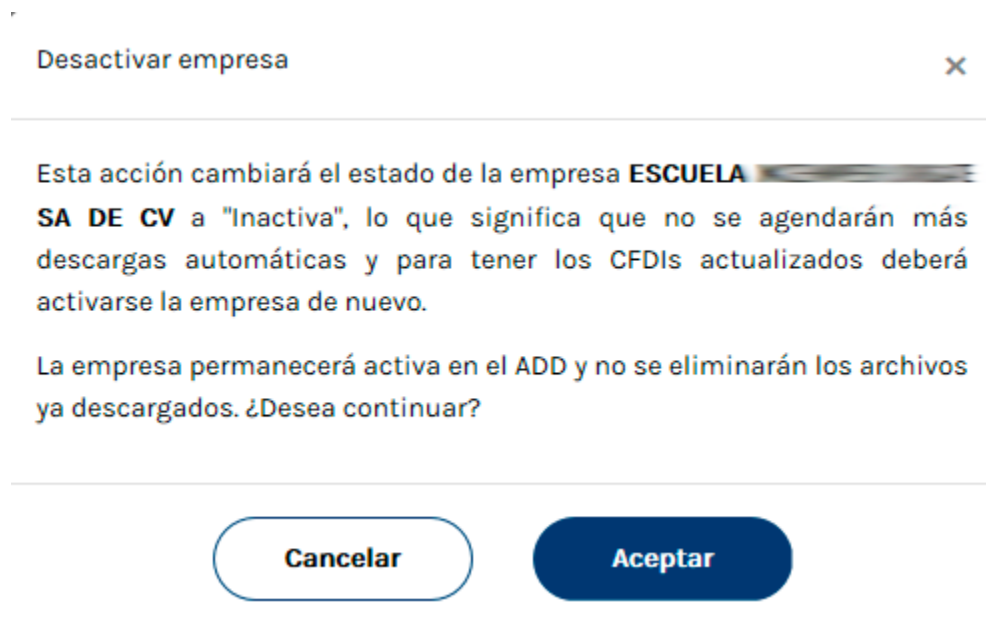 Desactivar empresa
Esta acción cambiará el estado de la empresa ESCUELA
SA DE CV a "Inactiva", lo que significa que no se agendarán más
descargas automáticas y para tener los CFDIs actualizados deberá
activarse la empresa de nuevo.
La empresa permanecerá activa en el ADD y no se eliminarán los archivos
ya descargados. ¿Desea continuar?
Cancelar
Aceptar